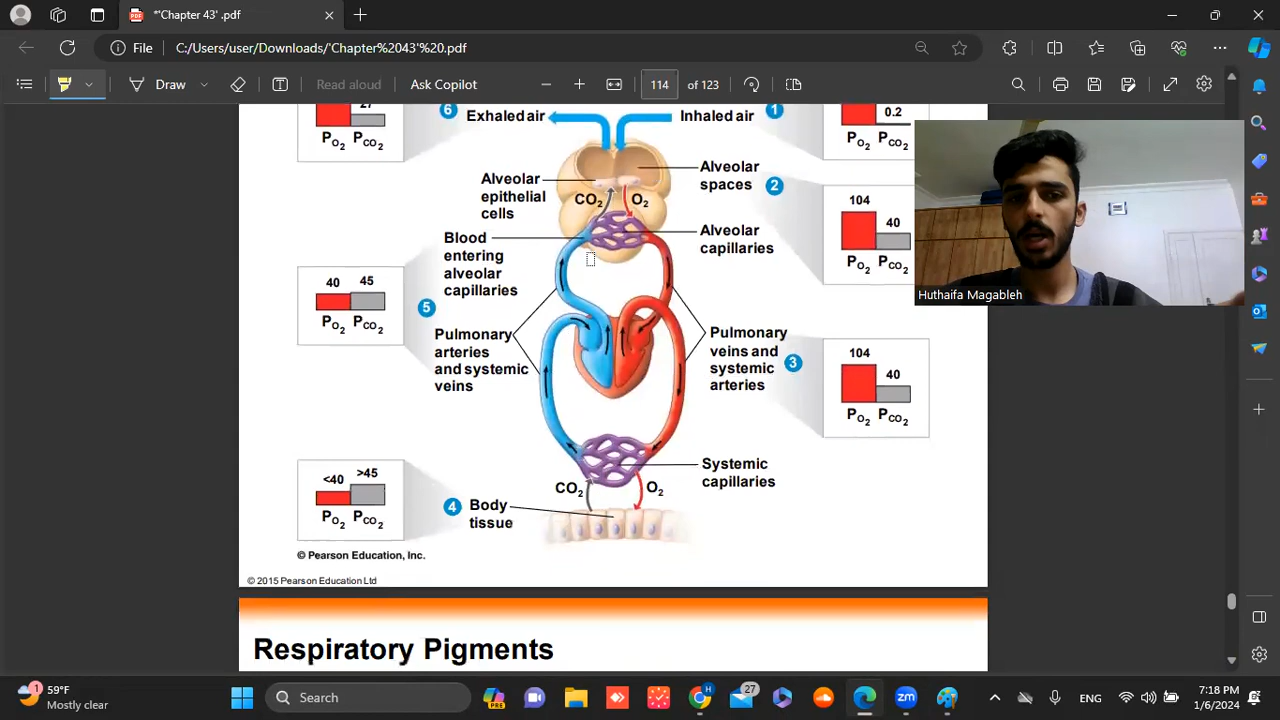 *'Chapter 43' .pdf
File
C:/Users/user/Downloads/'Chapter%2043'%20.pdf
Draw
Read aloud
Ask Copilot
114
of 123
27
PO2 PCO2
6
Exhaled air
Inhaled air
1
0.2
PO2 PCO2
Alveolar
epithelial
cells
CO2
O2
Alveolar
spaces
2
104
40
PO2 PCO2
Blood
entering
alveolar
capillaries
Alveolar
capillaries
Huthaifa Magableh
40
45
PO2 PCO2
5
Pulmonary
arteries
and systemic
veins
Pulmonary
veins and
systemic
arteries
3
104
40
PO2 PCO2
<40
>45
PO2 PCO2
4
Body
tissue
CO2
O2
Systemic
capillaries
© Pearson Education, Inc.
© 2015 Pearson Education Ltd
Respiratory Pigments
1
59°F
Mostly clear
Search
PRE
H
27
zm
ENG
7:18 PM
1/6/2024